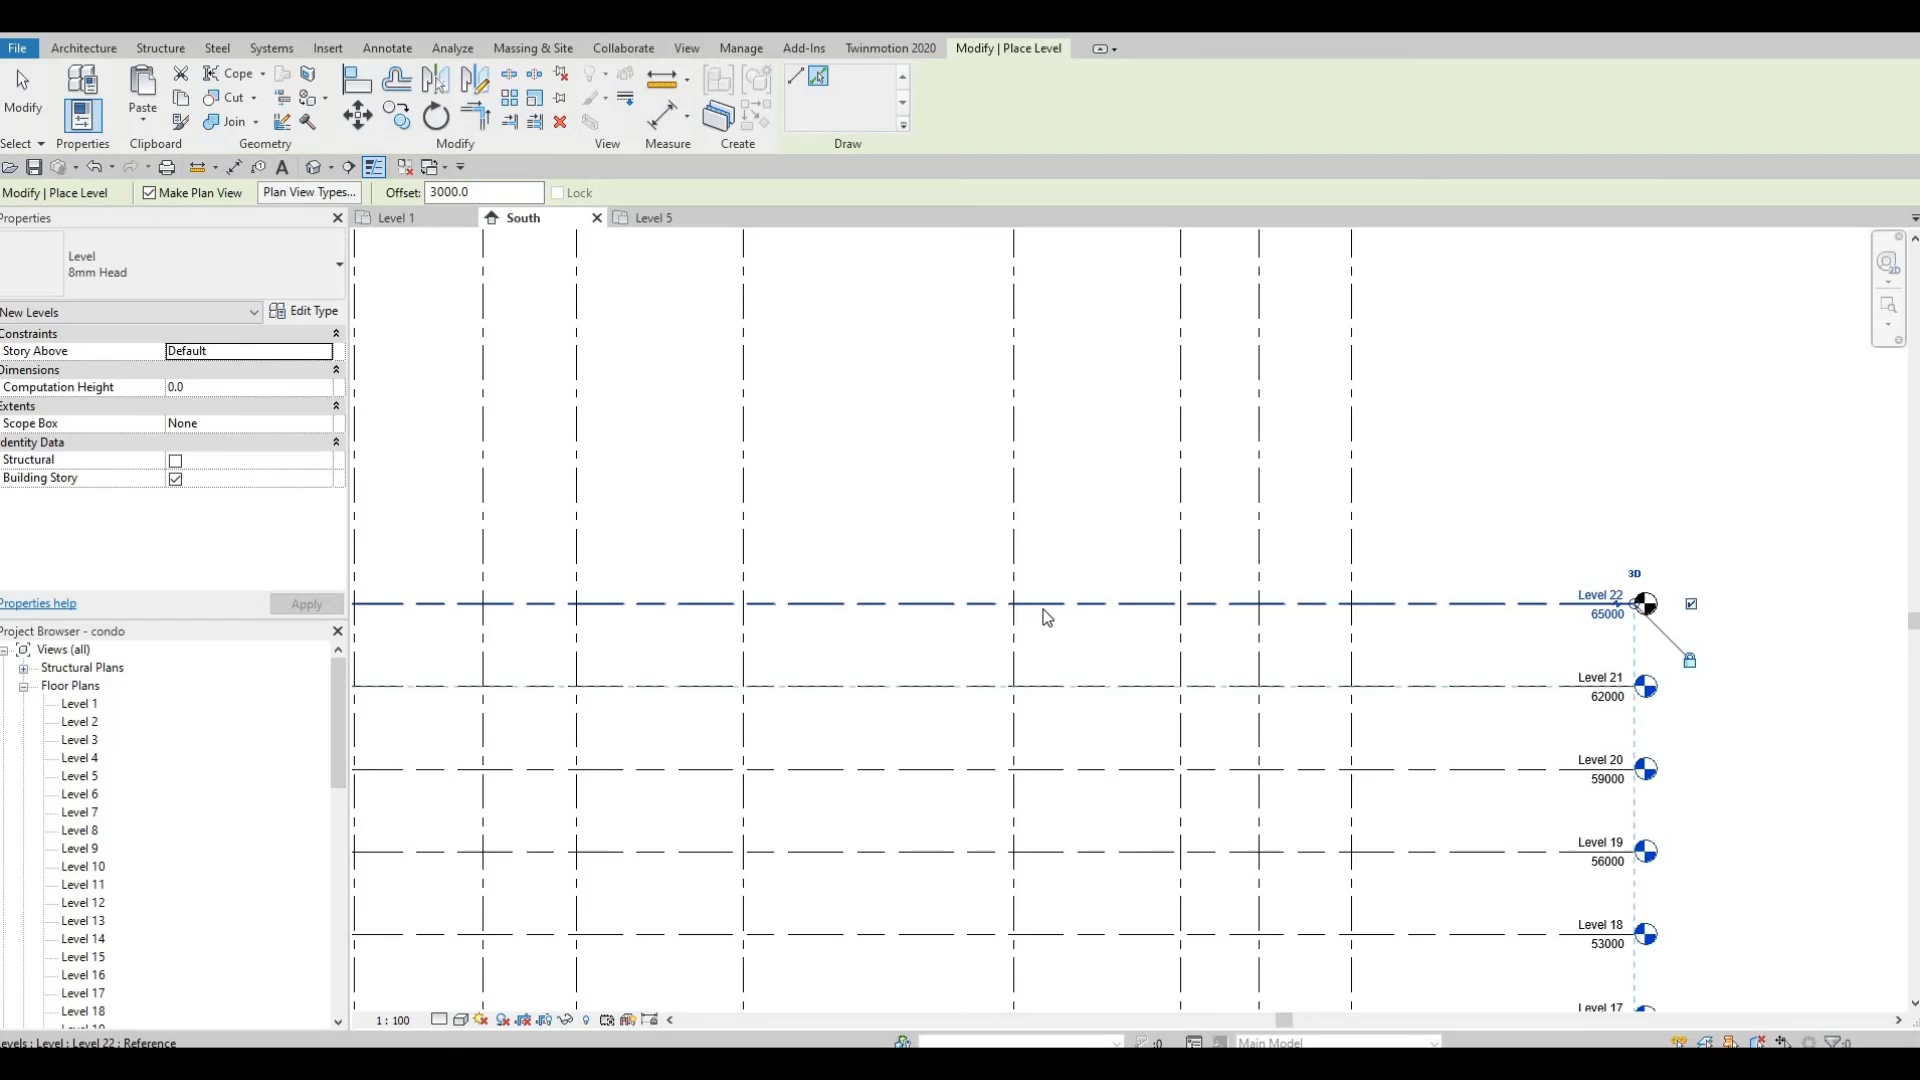 File Architecture Structure Steel Systems Insert Annotate Analyze Massing & Site Collaborate View Manage Add-Ins Twinmotion 2020 Modify | Place Level
Modify Paste Cope Cut Join
Select Properties Clipboard Geometry Modify View Measure Create Draw
Modify | Place Level Make Plan View Plan View Types... Offset: 3000.0 Lock
Properties Level 1 South Level 5
Level
8mm Head
New Levels Edit Type
Constraints
Story Above Default
Dimensions
Computation Height 0.0
Extents
Scope Box None
dentity Data
Structural
Building Story
Properties help Apply
Project Browser - condo
Views (all)
Structural Plans
Floor Plans
Level 1
Level 2
Level 3
Level 4
Level 5
Level 6
Level 7
Level 8
Level 9
Level 10
Level 11
Level 12
Level 13
Level 14
Level 15
Level 16
Level 17
Level 18
3D
Level 22
65000
Level 21
62000
Level 20
59000
Level 19
56000
Level 18
53000
Level 17
2D
1 : 100
evels : Level : Level 22 : Reference :0 Main Model :0